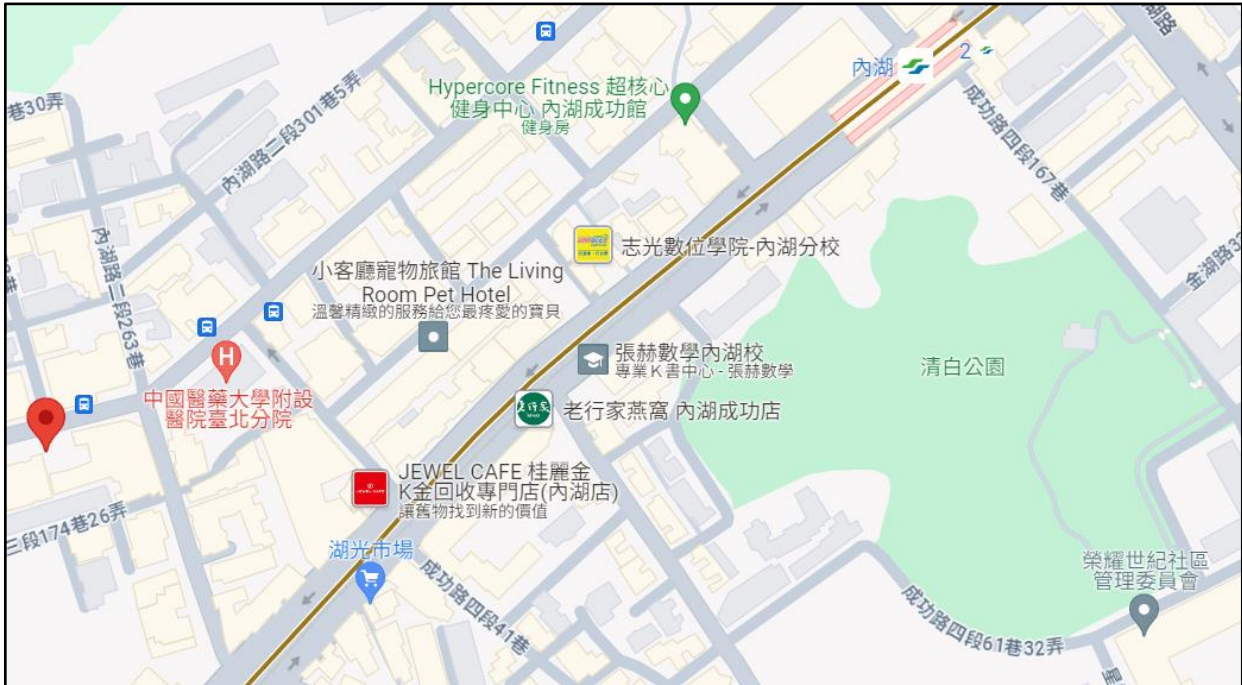 內湖路
巷30弄
內湖路二段301巷5弄
Hypercore Fitness 超核心
健身中心 內湖成功館
健身房
內湖
2
成功路四段167巷
志光數位學院-內湖分校
小客廳寵物旅館 The Living
Room Pet Hotel
溫馨精緻的服務給您最疼愛的寶貝
內湖路二段263巷
清白公園
張赫數學內湖校
專業K書中心 - 張赫數學
H
中國醫藥大學附設
醫院臺北分院
老行家燕窩 內湖成功店
JEWEL CAFE 桂麗金
K金回收專門店(內湖店)
讓舊物找到新的價值
三段174巷26弄
湖光市場
成功路四段41巷
成功路四段61巷32弄
榮耀世紀社區
管理委員會